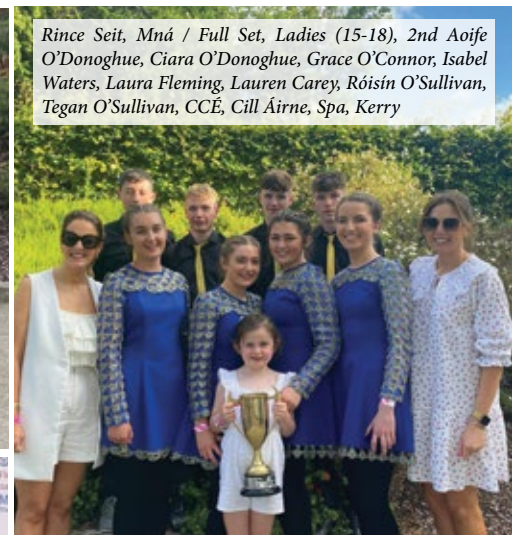 Rince Seit, Mná / Full Set, Ladies (15-18), 2nd Aoife
O’Donoghue, Ciara O’Donoghue, Grace O’Connor, Isabel
Waters, Laura Fleming, Lauren Carey, Róisín O’Sullivan,
Tegan O’Sullivan, CCÉ, Cill Áirne, Spa, Kerry